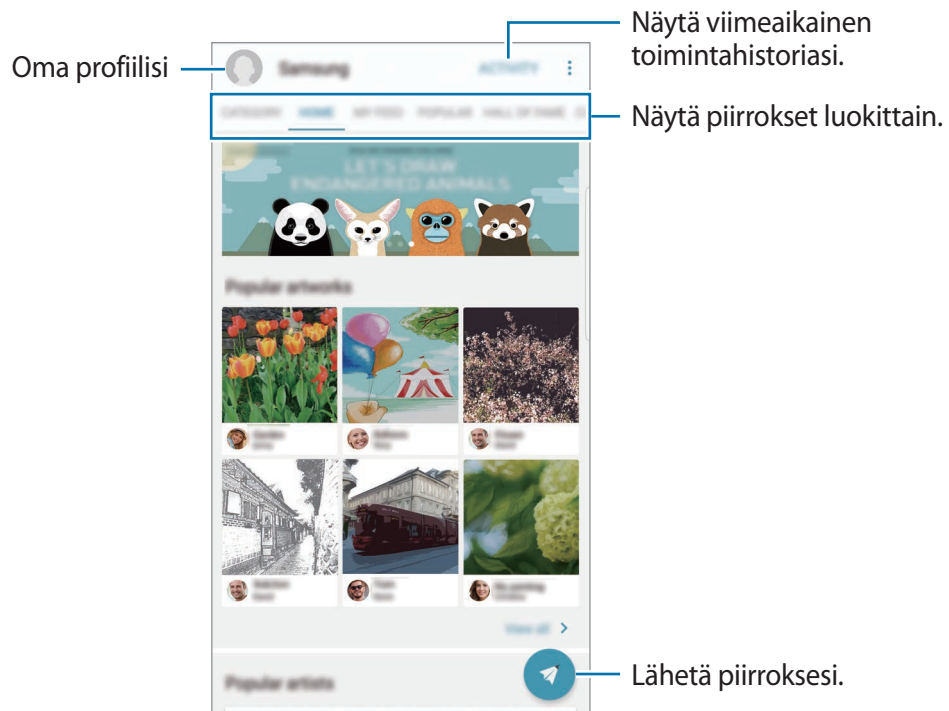 Näytä viimeaikainen
toimintahistoriasi.
Oma profiilisi
Samsung
ACTIVITY
Näytä piirrokset luokittain.
CATEGORY HOME MY FEED POPULAR HALL OF FAME
LET'S DRAW
ENDANGERED ANIMALS
Popular artworks
View all
Lähetä piirroksesi.
Popular artists